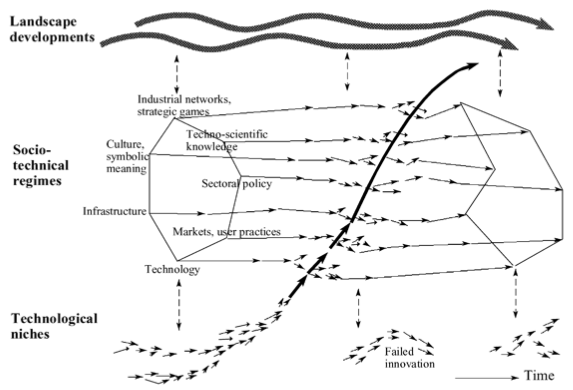 Landscape
developments
Industrial networks,
strategic games
Techno-scientific
knowledge
Culture,
symbolic
meaning
Socio-
technical
regimes
Sectoral policy
Infrastructure
Markets, user practices
Technology
Technological
niches
Failed
innovation
Time